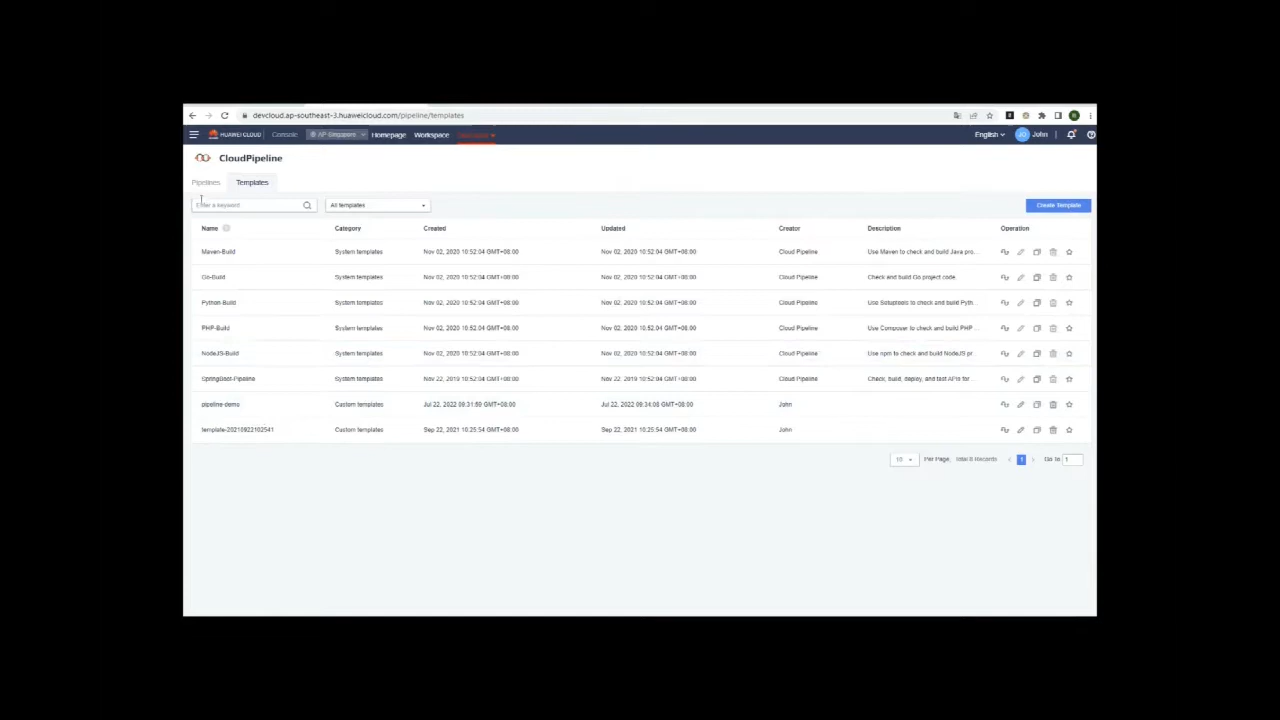 devcloud.ap-southeast-3.huaweicloud.com/pipeline/templates
HUAWEI CLOUD Console AP-Singapore Homepage Workspace English John
CloudPipeline
Pipelines Templates
Enter a keyword All templates Create Template
Name Category Created Updated Creator Description Operation
Maven-Build System templates Nov 02, 2020 10:52:04 GMT+08:00 Nov 02, 2020 10:52:04 GMT+08:00 Cloud Pipeline Use Maven to check and build Java pro...
Go-Build System templates Nov 02, 2020 10:52:04 GMT+08:00 Nov 02, 2020 10:52:04 GMT+08:00 Cloud Pipeline Check and build Go project code.
Python-Build System templates Nov 02, 2020 10:52:04 GMT+08:00 Nov 02, 2020 10:52:04 GMT+08:00 Cloud Pipeline Use Setuptools to check and build Pyth...
PHP-Build System templates Nov 02, 2020 10:52:04 GMT+08:00 Nov 02, 2020 10:52:04 GMT+08:00 Cloud Pipeline Use Composer to check and build PHP ...
NodeJS-Build System templates Nov 02, 2020 10:52:04 GMT+08:00 Nov 02, 2020 10:52:04 GMT+08:00 Cloud Pipeline Use npm to check and build NodeJS pr...
SpringBoot-Pipeline System templates Nov 22, 2019 10:52:54 GMT+08:00 Nov 22, 2019 10:52:54 GMT+08:00 Cloud Pipeline Check, build, deploy, and test APIs for ...
pipeline-demo Custom templates Jul 22, 2022 09:31:59 GMT+08:00 Jul 22, 2022 09:34:08 GMT+08:00 John
template-20210922102541 Custom templates Sep 22, 2021 10:25:54 GMT+08:00 Sep 22, 2021 10:25:54 GMT+08:00 John
10 Per Page, Total 8 Records < 1 > Go to 1